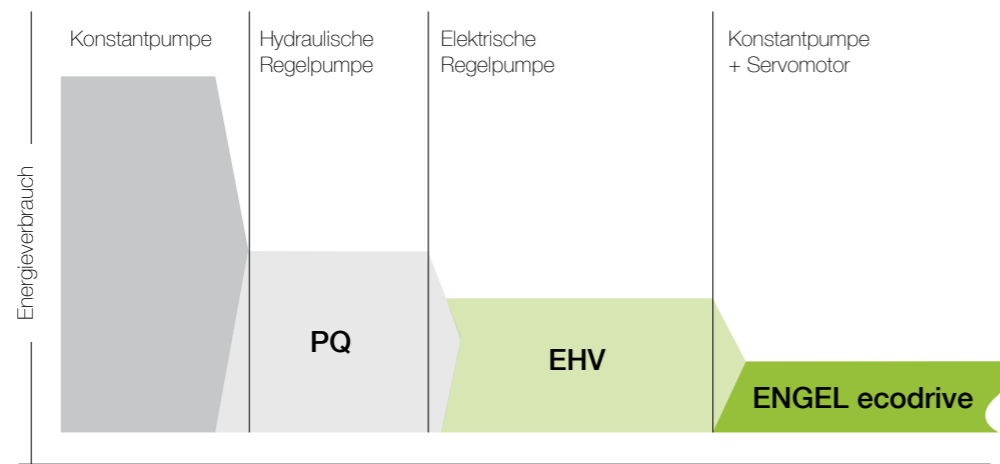 Konstantpumpe
Hydraulische
Regelpumpe
Elektrische
Regelpumpe
Konstantpumpe
+ Servomotor
Energieverbrauch
PQ
EHV
ENGEL ecodrive